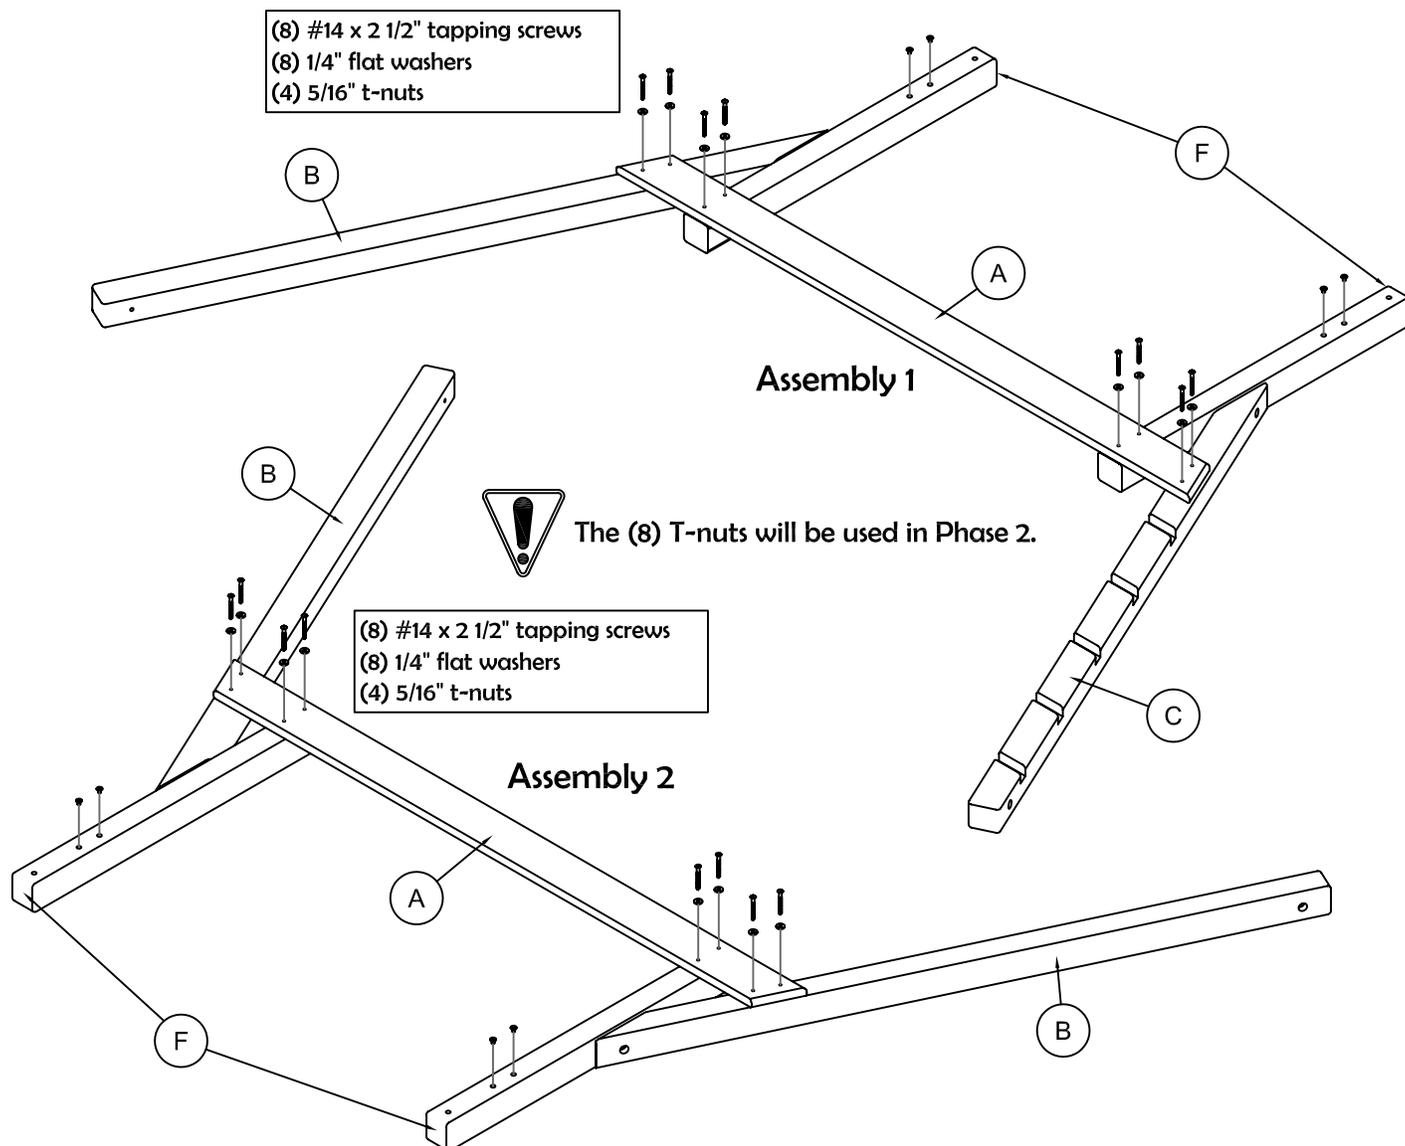 (8) #14 x 2 1/2" tapping screws
(8) 1/4" flat washers
(4) 5/16" t-nuts
B
F
A
Assembly 1
B
The (8) T-nuts will be used in Phase 2.
(8) #14 x 2 1/2" tapping screws
(8) 1/4" flat washers
(4) 5/16" t-nuts
C
Assembly 2
A
F
B